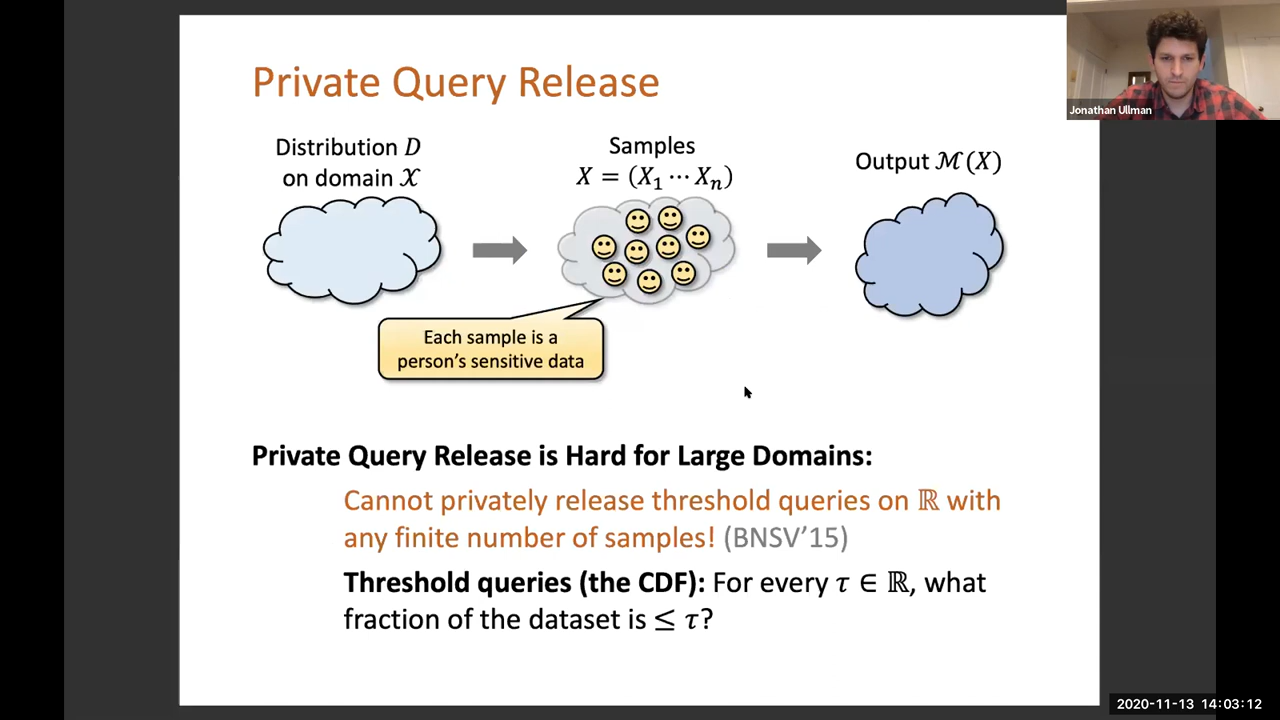 Private Query Release
Distribution D
on domain 𝒳
Samples
X = (X₁ ⋯ Xₙ)
Output ℳ(X)
Each sample is a
person's sensitive data
Private Query Release is Hard for Large Domains:
Cannot privately release threshold queries on ℝ with
any finite number of samples! (BNSV'15)
Threshold queries (the CDF): For every τ ∈ ℝ, what
fraction of the dataset is ≤ τ?
Jonathan Ullman
2020-11-13 14:03:12